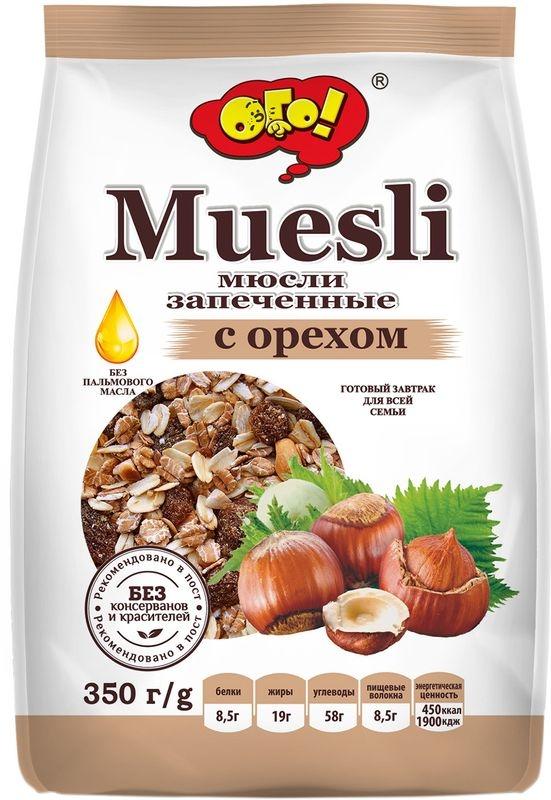 ОГО!
®
Muesli
мюсли
запеченные
с орехом
БЕЗ
ПАЛЬМОВОГО
МАСЛА
ГОТОВЫЙ ЗАВТРАК
ДЛЯ ВСЕЙ
СЕМЬИ
• Рекомендовано в пост •
БЕЗ
консерванов
и красителей
Рекомендовано в пост
350 г/g
белки
8,5г
жиры
19г
углеводы
58г
пищевые
волокна
8,5г
энергетическая
ценность
450ккал
1900кдж